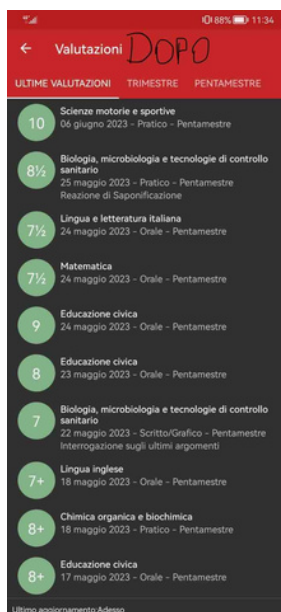 88% 11:34
Valutazioni DOPO
ULTIME VALUTAZIONI TRIMESTRE PENTAMESTRE
10
Scienze motorie e sportive
06 giugno 2023 - Pratico - Pentamestre
8½
Biologia, microbiologia e tecnologie di controllo
sanitario
25 maggio 2023 - Pratico - Pentamestre
Reazione di Saponificazione
7½
Lingua e letteratura italiana
24 maggio 2023 - Orale - Pentamestre
7½
Matematica
24 maggio 2023 - Orale - Pentamestre
9
Educazione civica
24 maggio 2023 - Orale - Pentamestre
8
Educazione civica
23 maggio 2023 - Orale - Pentamestre
7
Biologia, microbiologia e tecnologie di controllo
sanitario
22 maggio 2023 - Scritto/Grafico - Pentamestre
Interrogazione sugli ultimi argomenti
7+
Lingua inglese
18 maggio 2023 - Orale - Pentamestre
8+
Chimica organica e biochimica
18 maggio 2023 - Pratico - Pentamestre
8+
Educazione civica
17 maggio 2023 - Orale - Pentamestre
Ultimo aggiornamento:Adesso